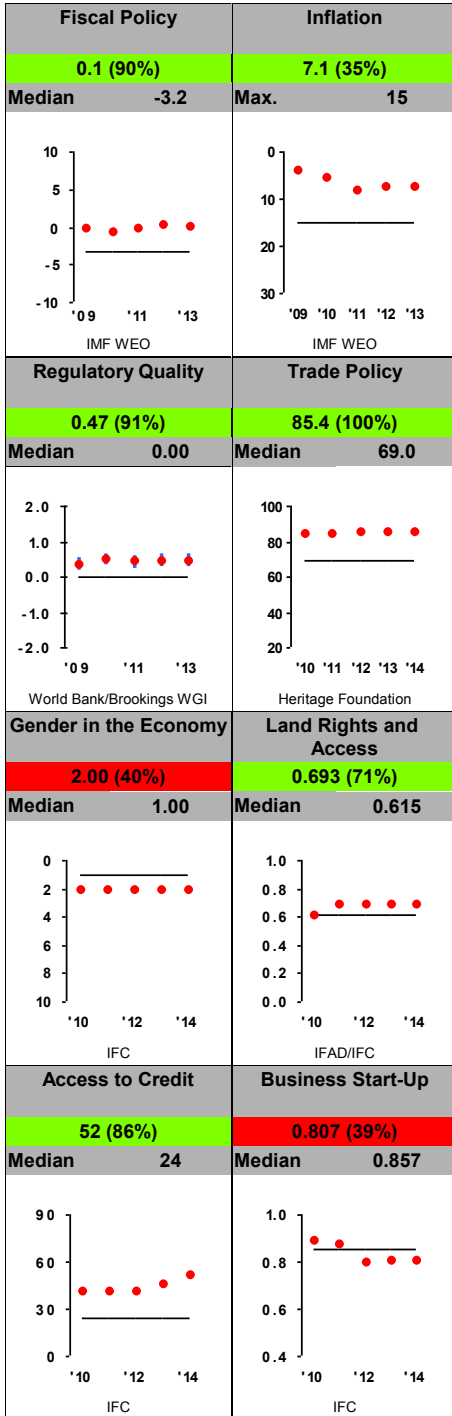 Fiscal Policy
0.1 (90%)
Median -3.2
10
5
0
-5
-10
'09 '11 '13
IMF WEO
Inflation
7.1 (35%)
Max. 15
0
10
20
30
'09 '10 '11 '12 '13
IMF WEO
Regulatory Quality
0.47 (91%)
Median 0.00
2.0
1.0
0.0
-1.0
-2.0
'09 '11 '13
World Bank/Brookings WGI
Trade Policy
85.4 (100%)
Median 69.0
100
80
60
40
20
'10 '11 '12 '13 '14
Heritage Foundation
Gender in the Economy
2.00 (40%)
Median 1.00
0
2
4
6
8
10
'10 '12 '14
IFC
Land Rights and
Access
0.693 (71%)
Median 0.615
1.0
0.8
0.6
0.4
0.2
0.0
'10 '12 '14
IFAD/IFC
Access to Credit
52 (86%)
Median 24
90
60
30
0
'10 '12 '14
IFC
Business Start-Up
0.807 (39%)
Median 0.857
1.0
0.8
0.6
0.4
'10 '12 '14
IFC